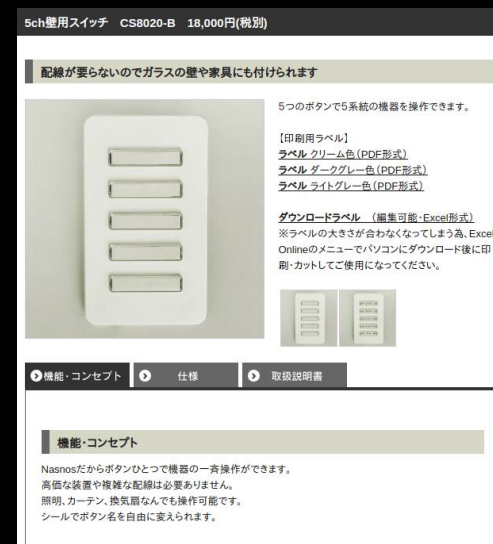 5ch壁用スイッチ CS8020-B 18,000円(税別)
配線が要らないのでガラスの壁や家具にも付けられます
5つのボタンで5系統の機器を操作できます。
【印刷用ラベル】
ラベル クリーム色(PDF形式)
ラベル ダークグレー色(PDF形式)
ラベル ライトグレー色(PDF形式)
ダウンロードラベル (編集可能・Excel形式)
※ラベルの大きさが合わなくなってしまう為、Excel
Onlineのメニューでパソコンにダウンロード後に印
刷・カットしてご使用になってください。
機能・コンセプト 仕様 取扱説明書
機能・コンセプト
Nasnosだからボタンひとつで機器の一斉操作ができます。
高価な装置や複雑な配線は必要ありません。
照明、カーテン、換気扇なんでも操作可能です。
シールでボタン名を自由に変えられます。